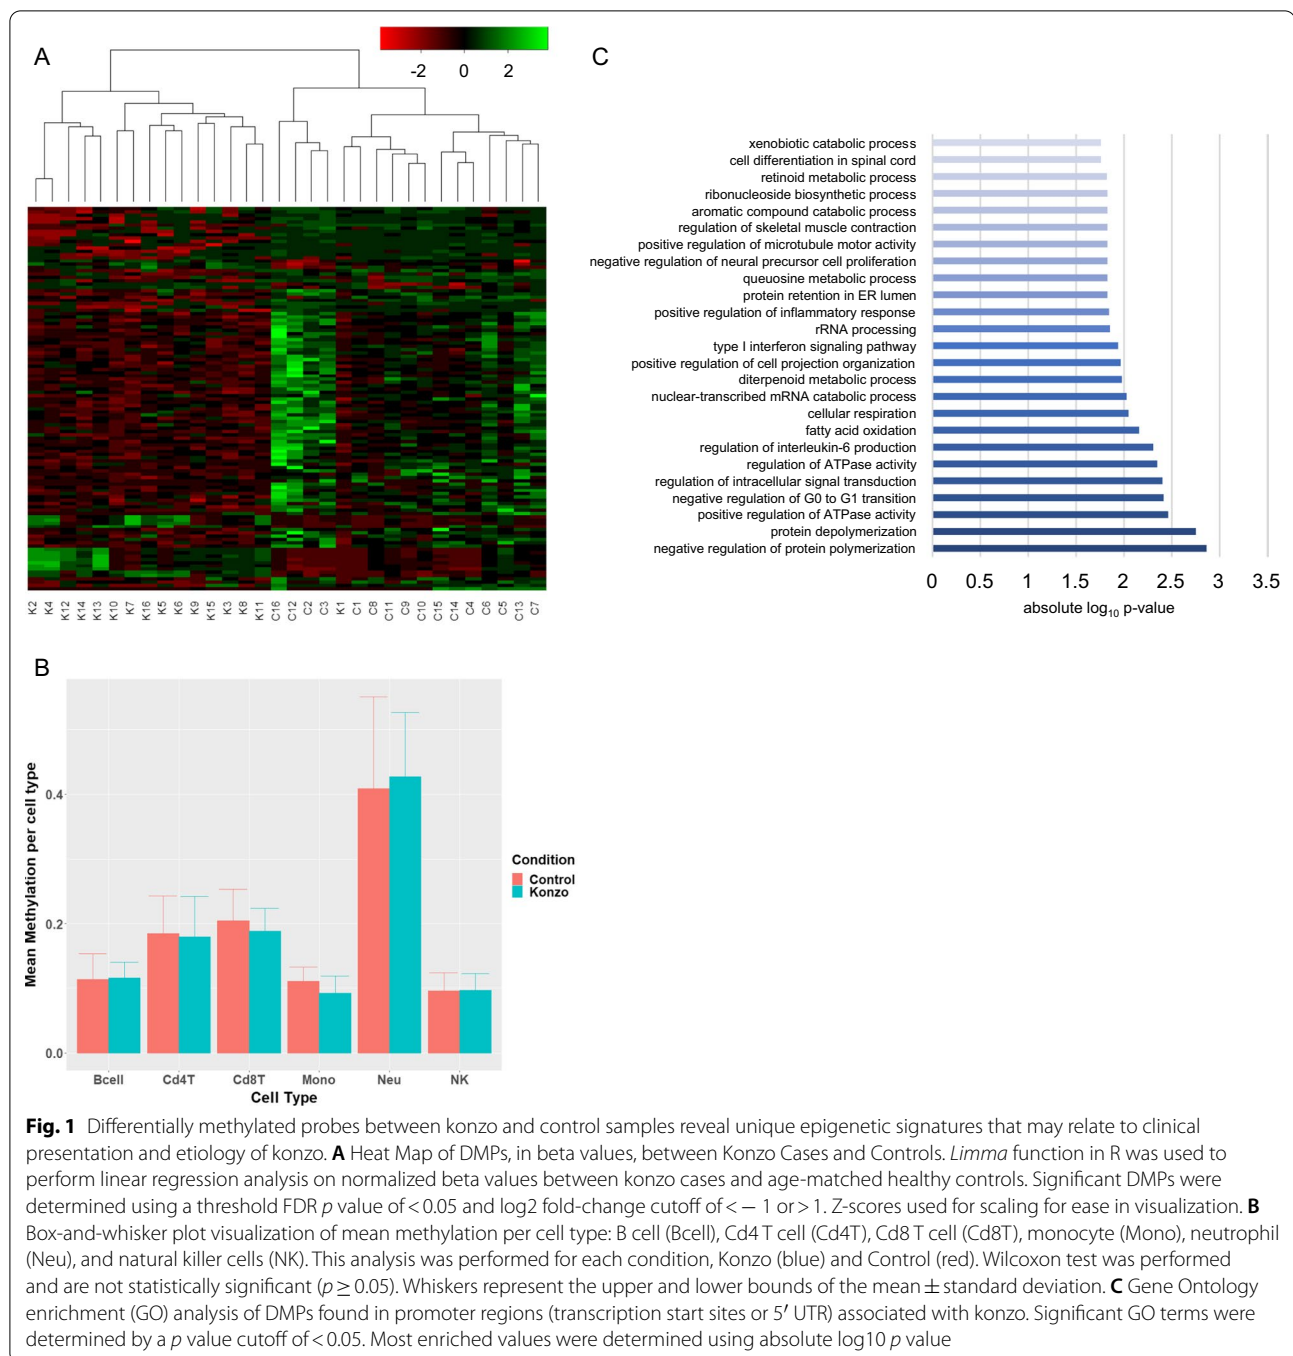 A
-2 0 2
K2 K4 K12 K14 K13 K10 K7 K16 K5 K6 K9 K15 K3 K8 K11 C16 C12 C2 C3 K1 C1 C8 C11 C9 C10 C15 C14 C4 C6 C5 C13 C7
C
xenobiotic catabolic process
cell differentiation in spinal cord
retinoid metabolic process
ribonucleoside biosynthetic process
aromatic compound catabolic process
regulation of skeletal muscle contraction
positive regulation of microtubule motor activity
negative regulation of neural precursor cell proliferation
queuosine metabolic process
protein retention in ER lumen
positive regulation of inflammatory response
rRNA processing
type I interferon signaling pathway
positive regulation of cell projection organization
diterpenoid metabolic process
nuclear-transcribed mRNA catabolic process
cellular respiration
fatty acid oxidation
regulation of interleukin-6 production
regulation of ATPase activity
regulation of intracellular signal transduction
negative regulation of G0 to G1 transition
positive regulation of ATPase activity
protein depolymerization
negative regulation of protein polymerization
0 0.5 1 1.5 2 2.5 3 3.5
absolute log₁₀ p-value
B
Mean Methylation per cell type
0.4
0.2
0.0
Bcell Cd4T Cd8T Mono Neu NK
Cell Type
Condition
Control
Konzo
Fig. 1 Differentially methylated probes between konzo and control samples reveal unique epigenetic signatures that may relate to clinical
presentation and etiology of konzo. A Heat Map of DMPs, in beta values, between Konzo Cases and Controls. Limma function in R was used to
perform linear regression analysis on normalized beta values between konzo cases and age-matched healthy controls. Significant DMPs were
determined using a threshold FDR p value of < 0.05 and log2 fold-change cutoff of < − 1 or > 1. Z-scores used for scaling for ease in visualization. B
Box-and-whisker plot visualization of mean methylation per cell type: B cell (Bcell), Cd4 T cell (Cd4T), Cd8 T cell (Cd8T), monocyte (Mono), neutrophil
(Neu), and natural killer cells (NK). This analysis was performed for each condition, Konzo (blue) and Control (red). Wilcoxon test was performed
and are not statistically significant (p ≥ 0.05). Whiskers represent the upper and lower bounds of the mean ± standard deviation. C Gene Ontology
enrichment (GO) analysis of DMPs found in promoter regions (transcription start sites or 5′ UTR) associated with konzo. Significant GO terms were
determined by a p value cutoff of < 0.05. Most enriched values were determined using absolute log10 p value